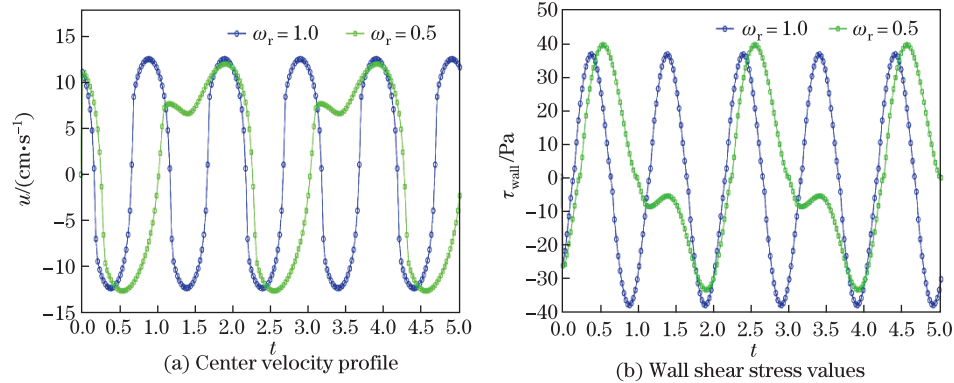 ωr = 1.0 ωr = 0.5
15
10
5
0
−5
−10
−15
u/(cm·s⁻¹)
0.0 0.5 1.0 1.5 2.0 2.5 3.0 3.5 4.0 4.5 5.0
t
(a) Center velocity profile
ωr = 1.0 ωr = 0.5
50
40
30
20
10
0
−10
−20
−30
−40
τwall/Pa
0.0 0.5 1.0 1.5 2.0 2.5 3.0 3.5 4.0 4.5 5.0
t
(b) Wall shear stress values